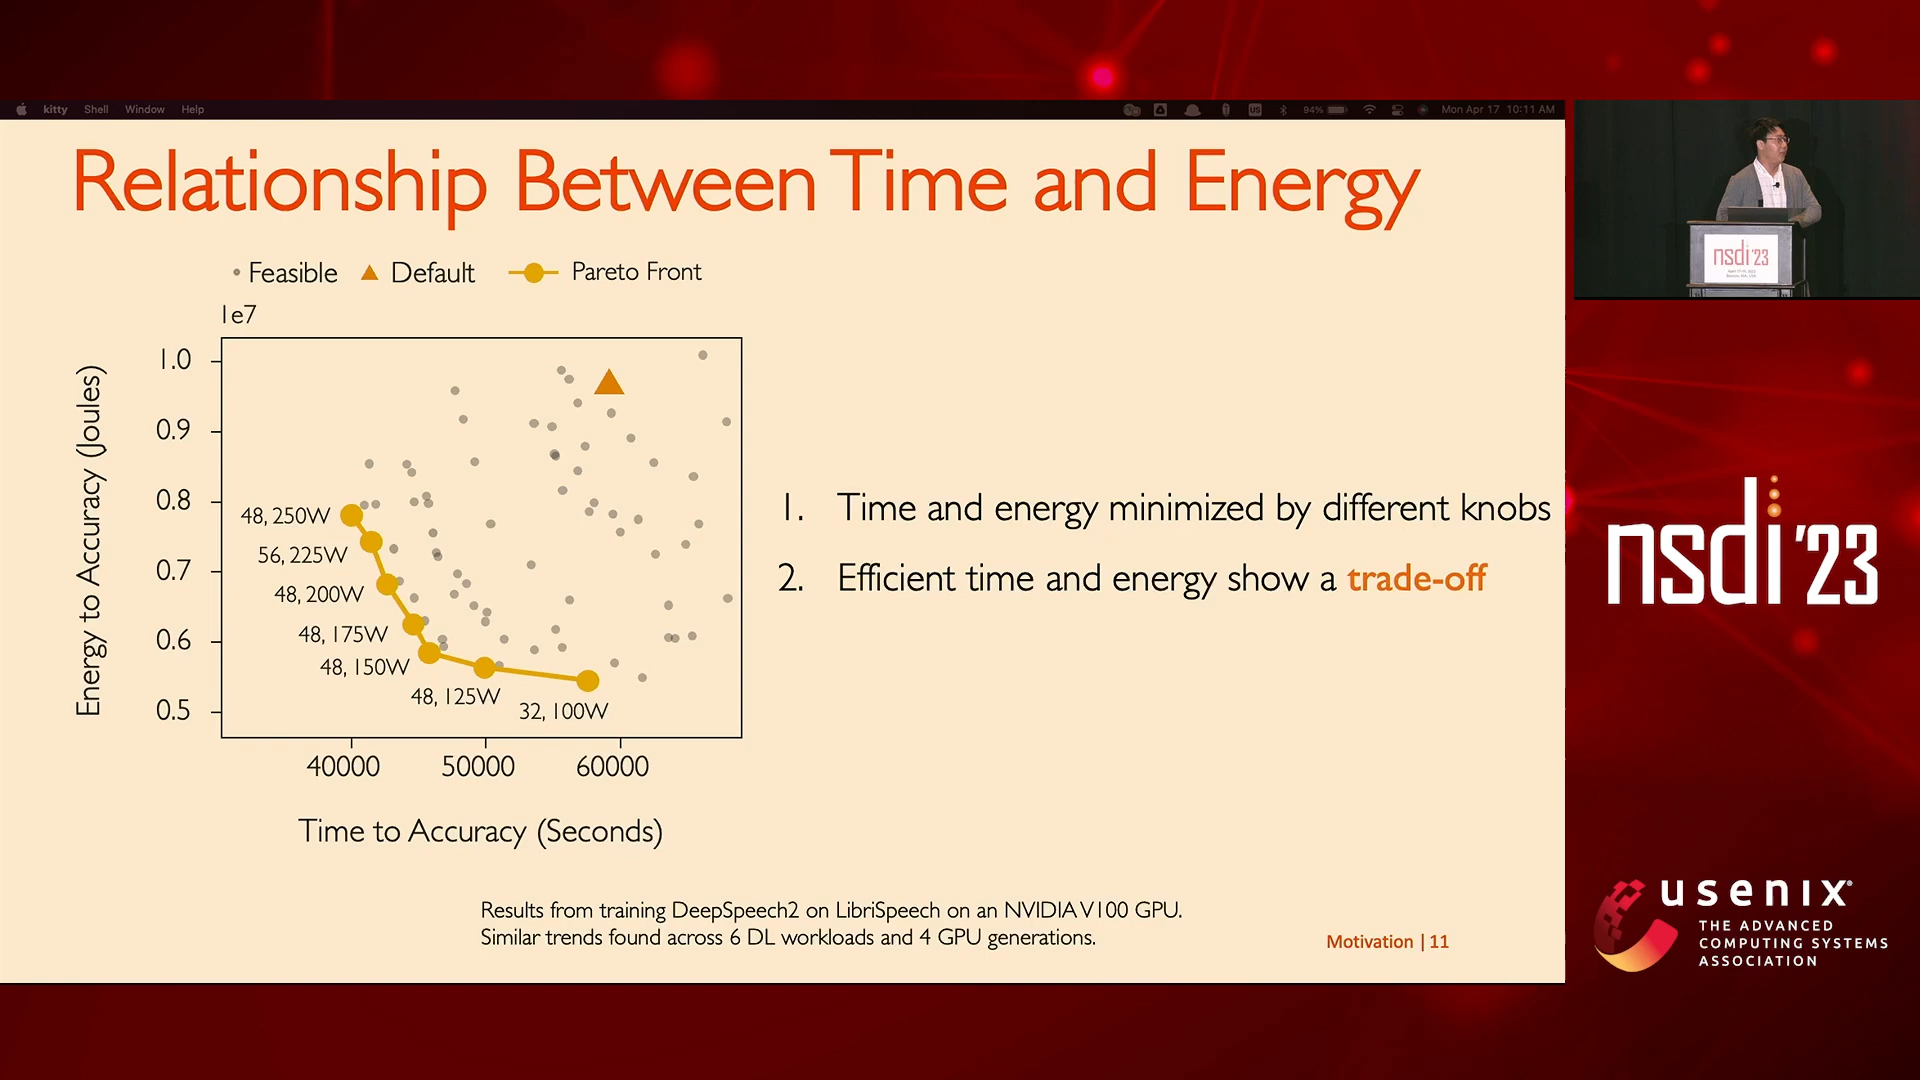 kitty Shell Window Help
94% Mon Apr 17 10:11 AM
Relationship Between Time and Energy
Feasible Default Pareto Front
1e7
Energy to Accuracy (Joules)
1.0
0.9
0.8
0.7
0.6
0.5
48, 250W
56, 225W
48, 200W
48, 175W
48, 150W
48, 125W
32, 100W
40000 50000 60000
Time to Accuracy (Seconds)
1. Time and energy minimized by different knobs
2. Efficient time and energy show a trade-off
Results from training DeepSpeech2 on LibriSpeech on an NVIDIA V100 GPU.
Similar trends found across 6 DL workloads and 4 GPU generations.
Motivation | 11
nsdi '23
nsdi '23
usenix
THE ADVANCED
COMPUTING SYSTEMS
ASSOCIATION